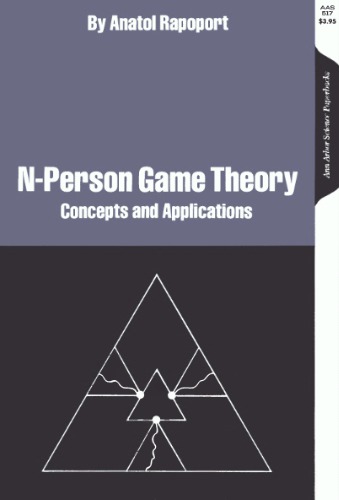 By Anatol Rapoport
AAS
517
$3.95
Ann Arbor Science Paperbacks
N-Person Game Theory
Concepts and Applications